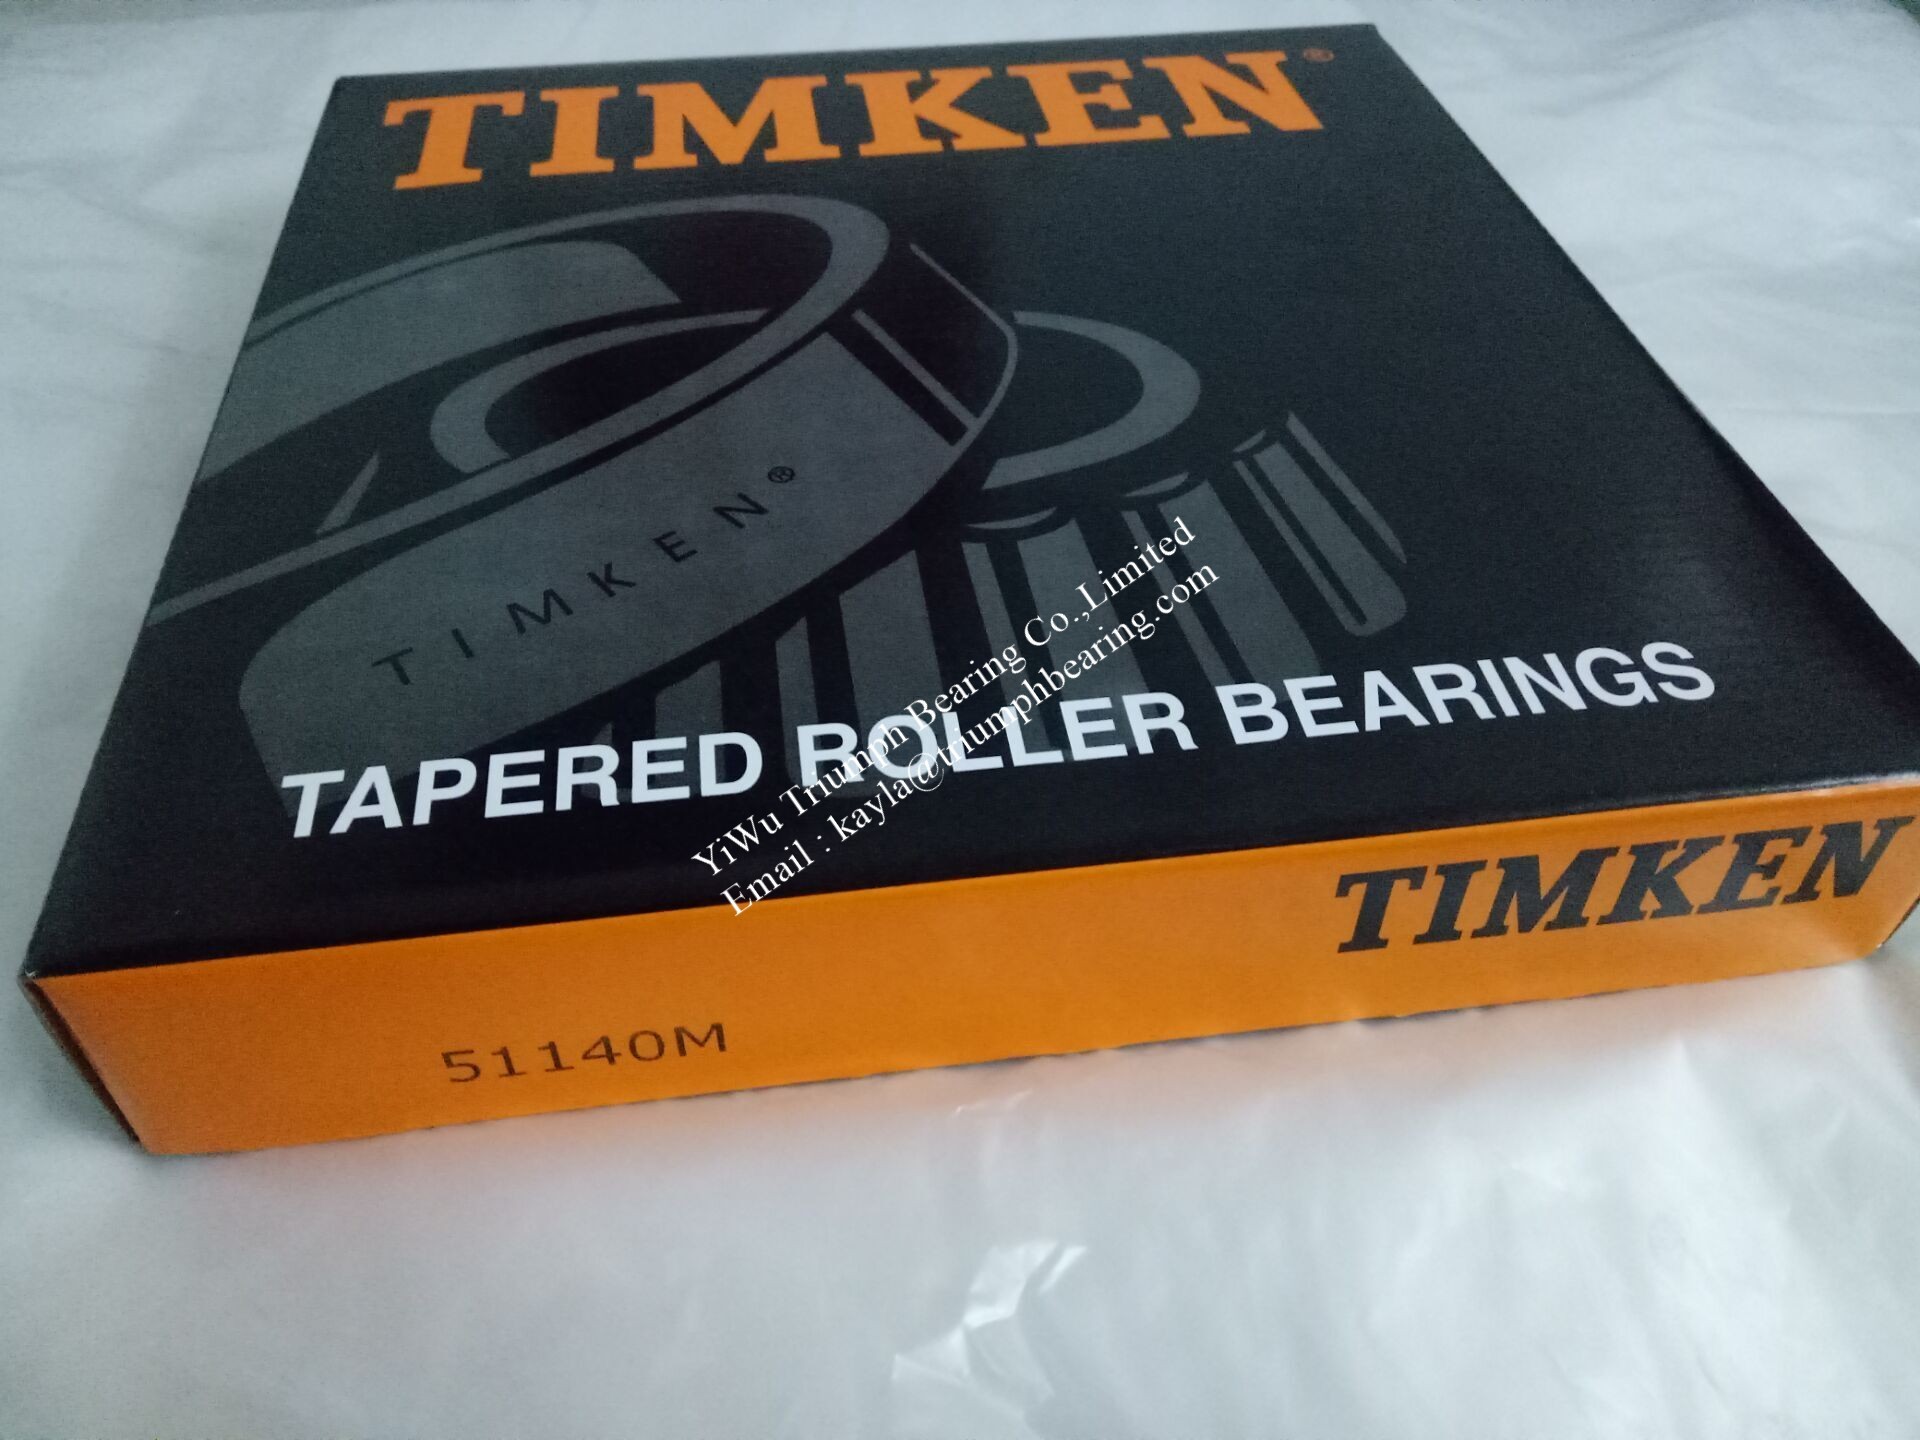 TIMKEN®
TIMKEN®
YiWu Triumph Bearing Co.,Limited
Email : kayla@triumphbearing.com
TAPERED ROLLER BEARINGS
TIMKEN
51140M